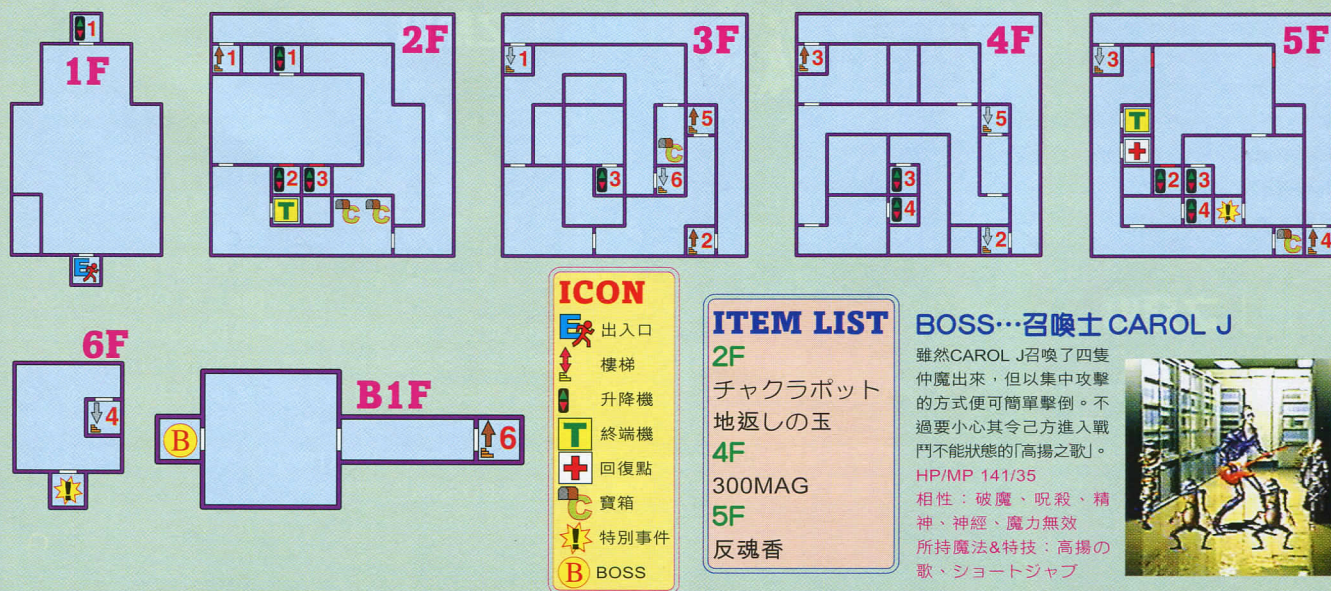 1
1F
2F
1
1
2
3
T
C C
3F
1
5
C
3
6
2
4F
3
5
3
4
2
5F
3
T
2
3
4
!
C
4
6F
4
!
B1F
B
6
E
ICON
E 出入口
樓梯
升降機
T 終端機
回復點
C 寶箱
! 特別事件
B BOSS
ITEM LIST
2F
チャクラポット
地返しの玉
4F
300MAG
5F
反魂香
BOSS…召喚士 CAROL J
雖然CAROL J召喚了四隻
仲魔出來，但以集中攻擊
的方式便可簡單擊倒。不
過要小心其令己方進入戰
鬥不能狀態的「高揚之歌」。
HP/MP 141/35
相性：破魔、呪殺、精
神、神經、魔力無效
所持魔法&特技：高揚の
歌、ショートジャブ